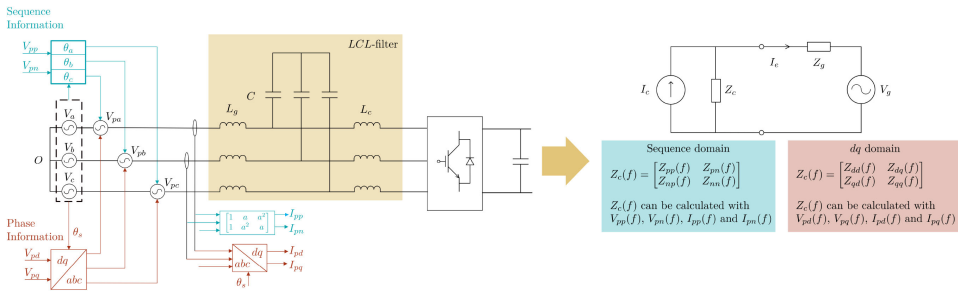 Sequence
Information
V_pp
V_pn
θ_a
θ_b
θ_c
V_a
V_pa
V_b
V_pb
V_c
V_pc
O
Phase
Information
θ_s
V_pd
V_pq
dq
abc
LCL-filter
C
L_g
L_c
[1 a a²]
[1 a² a]
I_pp
I_pn
dq
abc
I_pd
I_pq
θ_s
I_c
Z_c
I_e
Z_g
V_g
Sequence domain
Z_c(f) = [Z_pp(f) Z_pn(f)]
[Z_np(f) Z_nn(f)]
Z_c(f) can be calculated with
V_pp(f), V_pn(f), I_pp(f) and I_pn(f)
dq domain
Z_c(f) = [Z_dd(f) Z_dq(f)]
[Z_qd(f) Z_qq(f)]
Z_c(f) can be calculated with
V_pd(f), V_pq(f), I_pd(f) and I_pq(f)